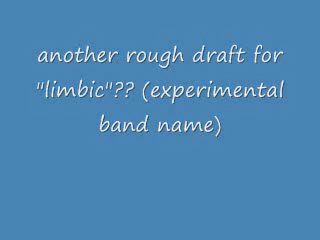 another rough draft for
"limbic"?? (experimental
band name)